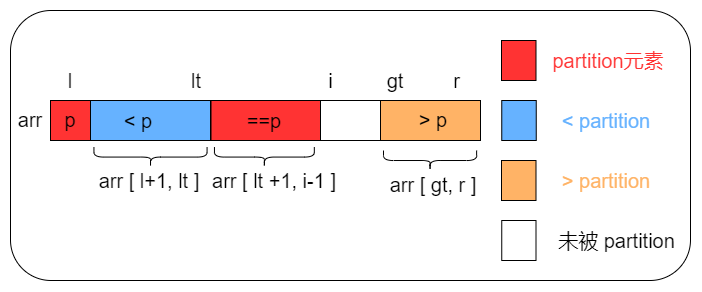 l lt i gt r
arr p < p ==p > p
arr [ l+1, lt ] arr [ lt +1, i-1 ] arr [ gt, r ]
partition元素
< partition
> partition
未被 partition